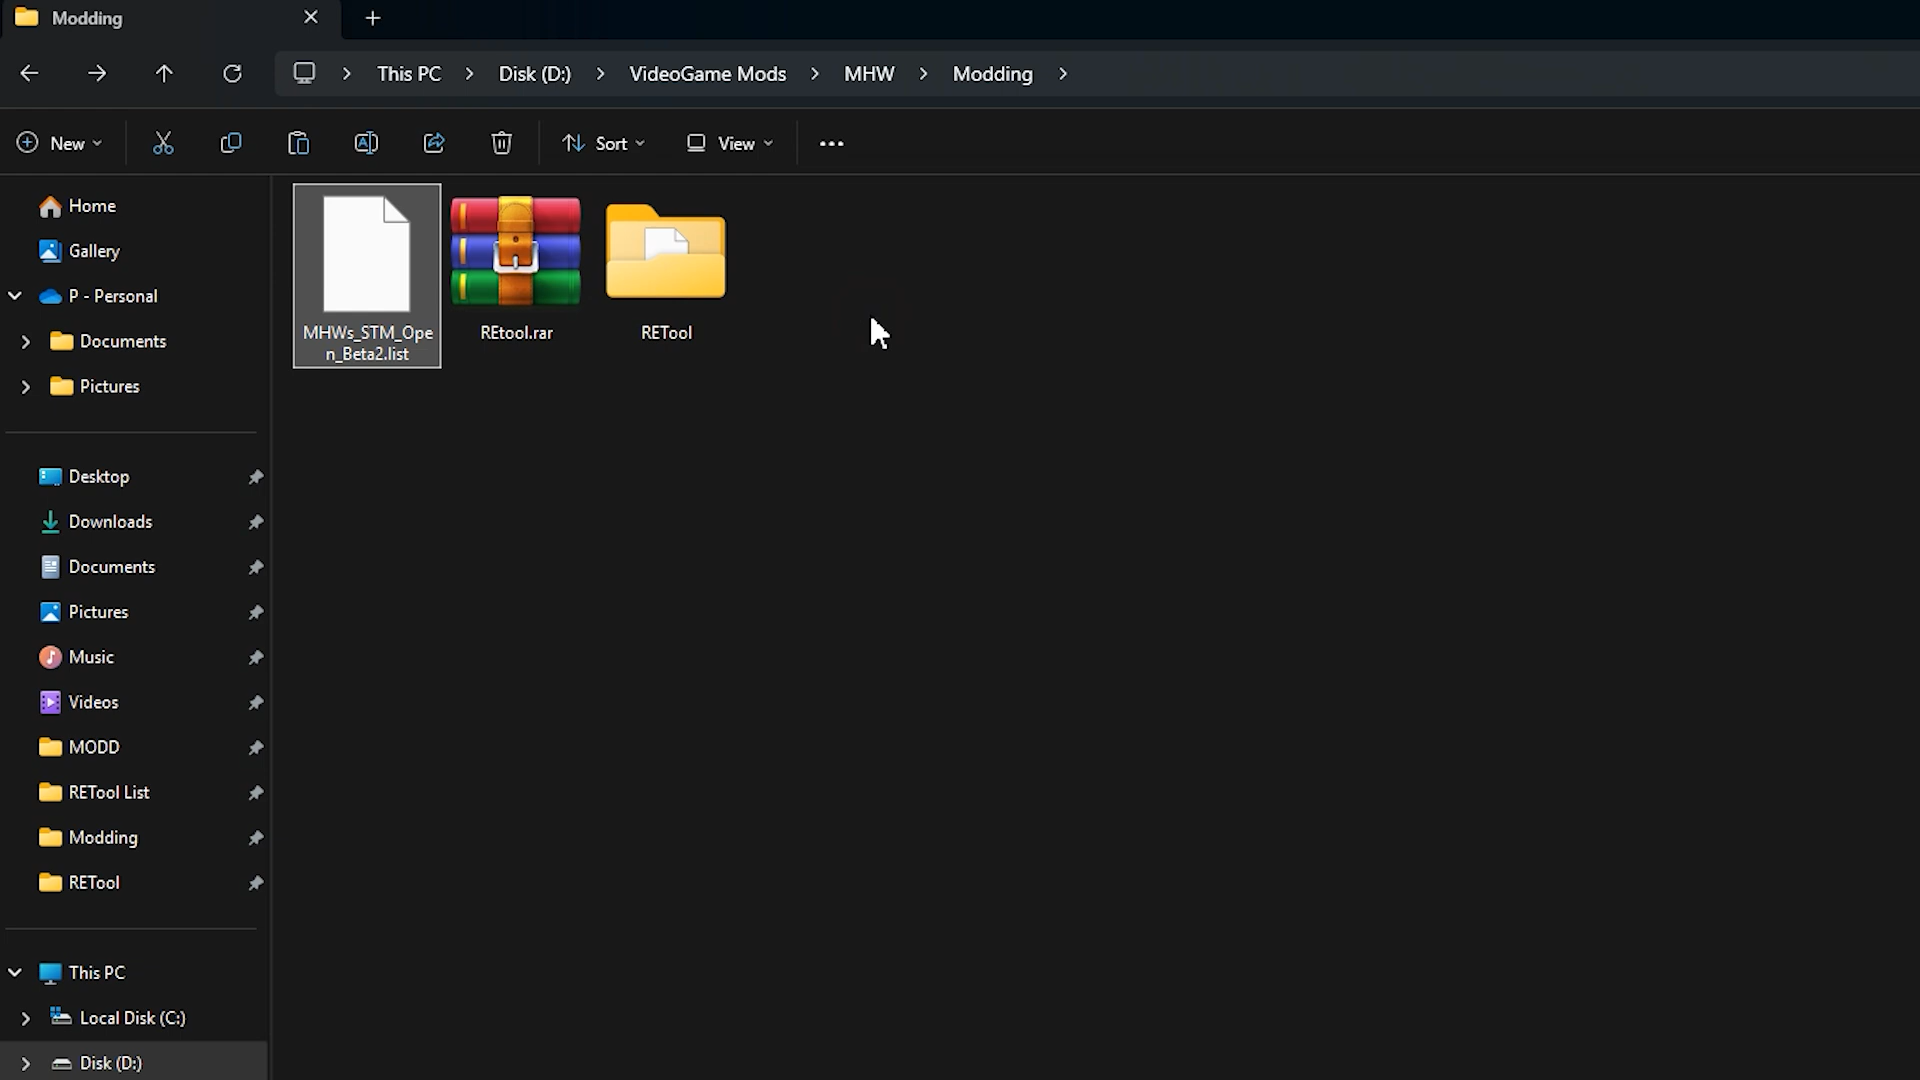 Modding
This PC
Disk (D:)
VideoGame Mods
MHW
Modding
New
Sort
View
Home
Gallery
P - Personal
Documents
Pictures
Desktop
Downloads
Documents
Pictures
Music
Videos
MODD
RETool List
Modding
RETool
This PC
Local Disk (C:)
Disk (D:)
MHWs_STM_Ope
n_Beta2.list
REtool.rar
RETool